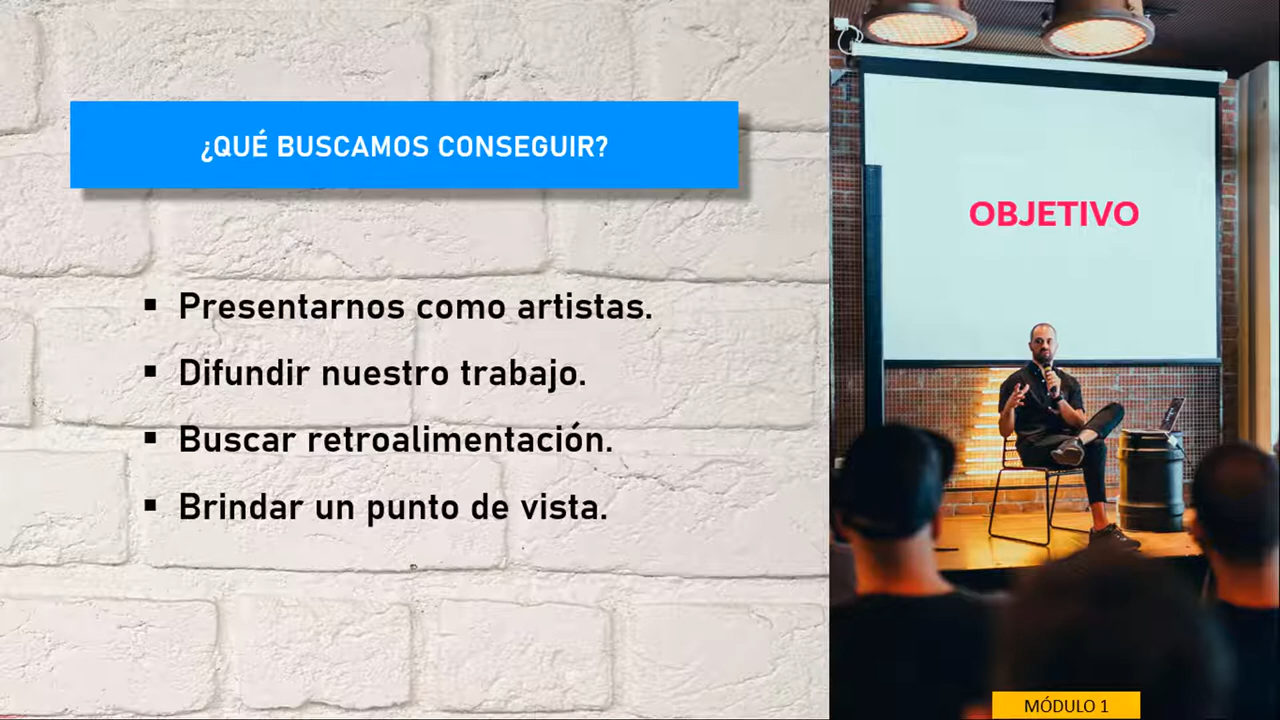 ¿QUÉ BUSCAMOS CONSEGUIR?
Presentarnos como artistas.
Difundir nuestro trabajo.
Buscar retroalimentación.
Brindar un punto de vista.
OBJETIVO
MÓDULO 1